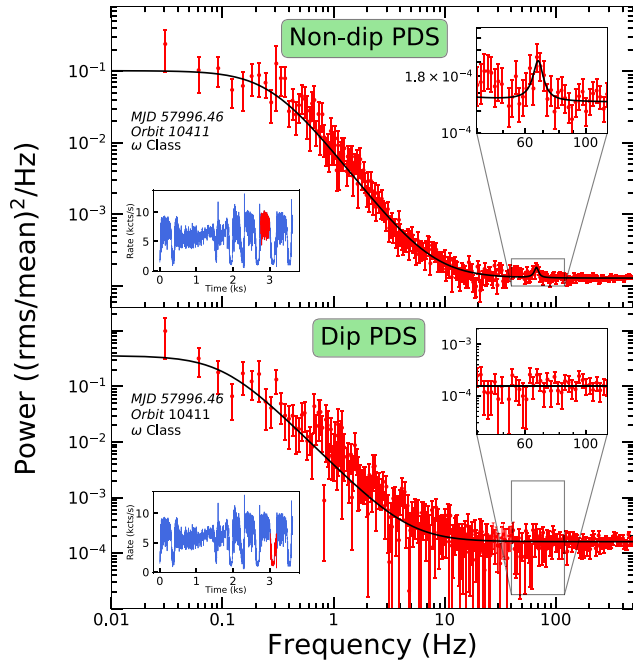 Power ((rms/mean)²/Hz)
Non-dip PDS
10⁻¹
10⁻²
10⁻³
10⁻⁴
MJD 57996.46
Orbit 10411
ω Class
1.8 × 10⁻⁴
10⁻⁴
60 100
Rate (kcts/s)
10
5
0
0 1 2 3
Time (ks)
Dip PDS
10⁻¹
10⁻²
10⁻³
10⁻⁴
MJD 57996.46
Orbit 10411
ω Class
10⁻³
10⁻⁴
60 100
Rate (kcts/s)
10
5
0
0 1 2 3
Time (ks)
0.01 0.1 1 10 100
Frequency (Hz)